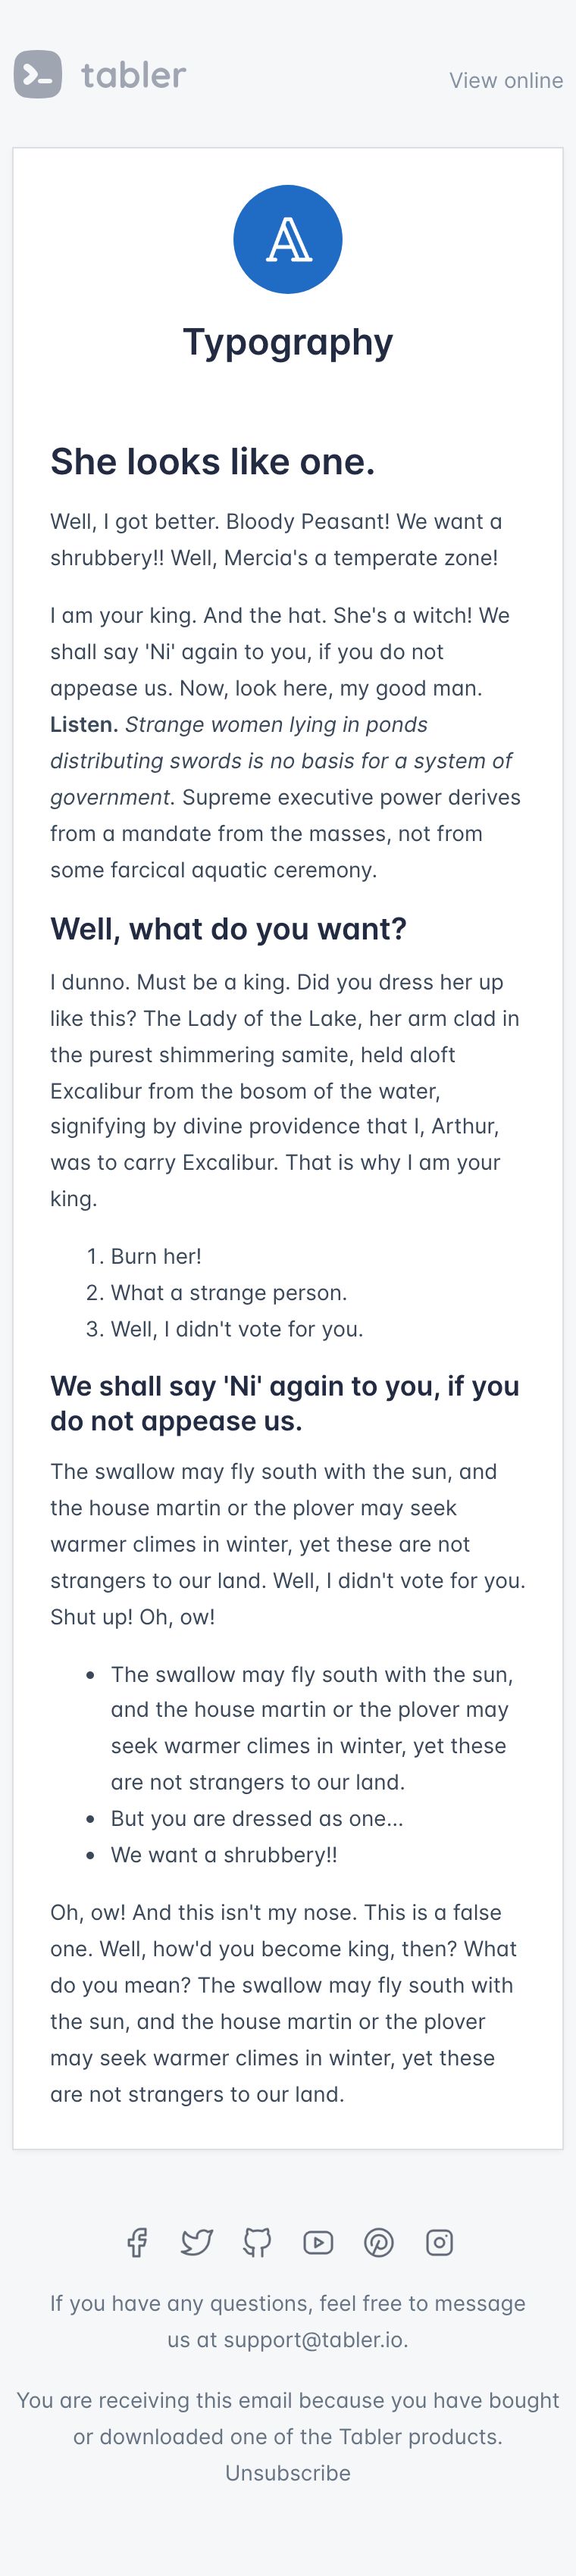 tabler
View online
A
Typography
She looks like one.
Well, I got better. Bloody Peasant! We want a
shrubbery!! Well, Mercia's a temperate zone!
I am your king. And the hat. She's a witch! We
shall say 'Ni' again to you, if you do not
appease us. Now, look here, my good man.
Listen. Strange women lying in ponds
distributing swords is no basis for a system of
government. Supreme executive power derives
from a mandate from the masses, not from
some farcical aquatic ceremony.
Well, what do you want?
I dunno. Must be a king. Did you dress her up
like this? The Lady of the Lake, her arm clad in
the purest shimmering samite, held aloft
Excalibur from the bosom of the water,
signifying by divine providence that I, Arthur,
was to carry Excalibur. That is why I am your
king.
1. Burn her!
2. What a strange person.
3. Well, I didn't vote for you.
We shall say 'Ni' again to you, if you
do not appease us.
The swallow may fly south with the sun, and
the house martin or the plover may seek
warmer climes in winter, yet these are not
strangers to our land. Well, I didn't vote for you.
Shut up! Oh, ow!
• The swallow may fly south with the sun,
and the house martin or the plover may
seek warmer climes in winter, yet these
are not strangers to our land.
• But you are dressed as one...
• We want a shrubbery!!
Oh, ow! And this isn't my nose. This is a false
one. Well, how'd you become king, then? What
do you mean? The swallow may fly south with
the sun, and the house martin or the plover
may seek warmer climes in winter, yet these
are not strangers to our land.
If you have any questions, feel free to message
us at support@tabler.io.
You are receiving this email because you have bought
or downloaded one of the Tabler products.
Unsubscribe